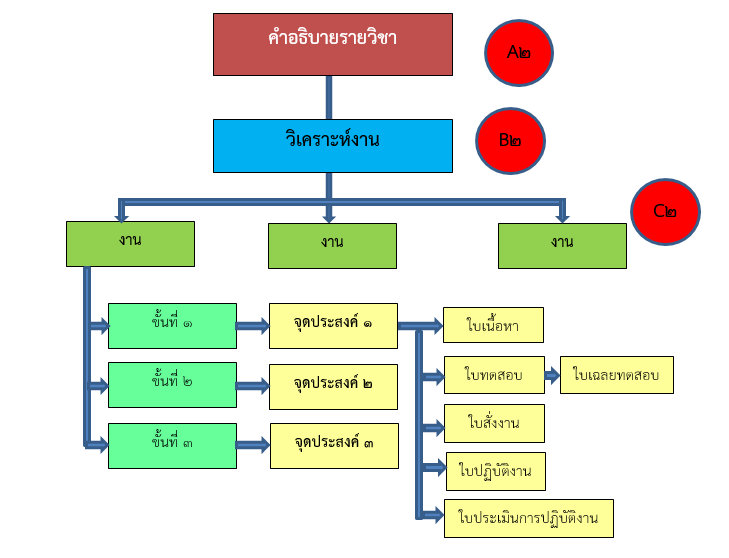 คำอธิบายรายวิชา
A๒
วิเคราะห์งาน
B๒
C๒
งาน
งาน
งาน
ขั้นที่ ๑
จุดประสงค์ ๑
ใบเนื้อหา
ขั้นที่ ๒
จุดประสงค์ ๒
ใบทดสอบ
ใบเฉลยทดสอบ
ใบสั่งงาน
ขั้นที่ ๓
จุดประสงค์ ๓
ใบปฏิบัติงาน
ใบประเมินการปฏิบัติงาน